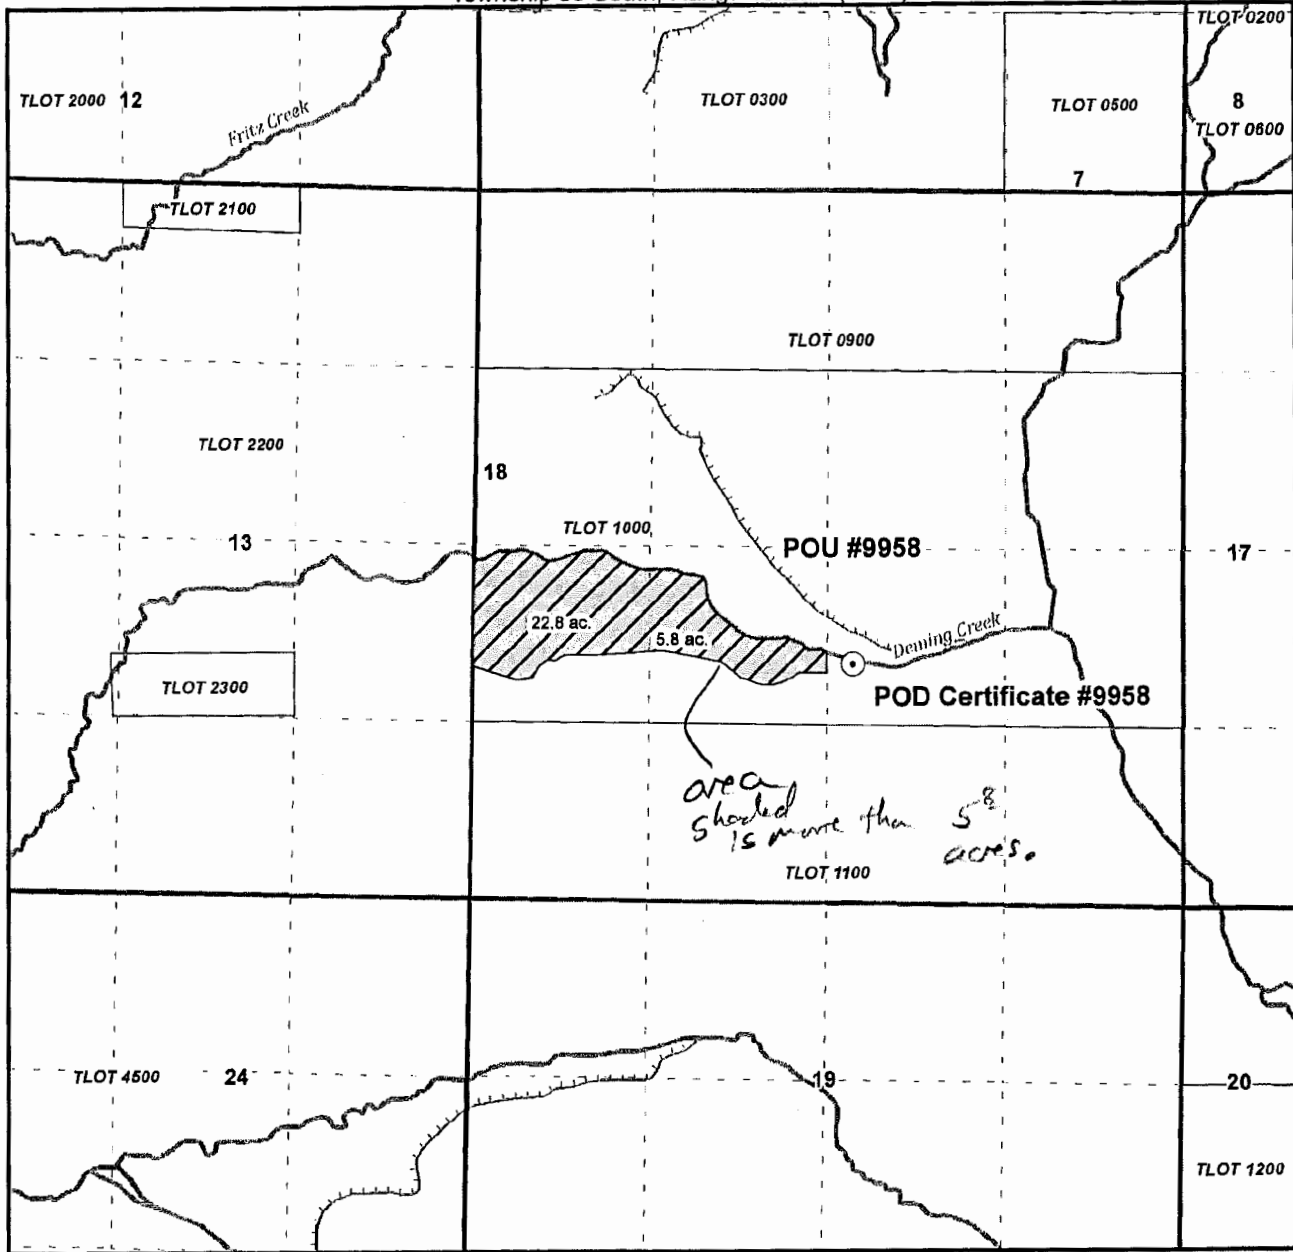 TLOT 0200
TLOT 2000 12
TLOT 0300
TLOT 0500
8
Fritz Creek
TLOT 0600
7
TLOT 2100
TLOT 0900
TLOT 2200
18
TLOT 1000
13
POU #9958
17
22.8 ac.
5.8 ac.
Deming Creek
TLOT 2300
POD Certificate #9958
area
shaded
is more than 5⁸
acres.
TLOT 1100
TLOT 4500 24
19
20
TLOT 1200